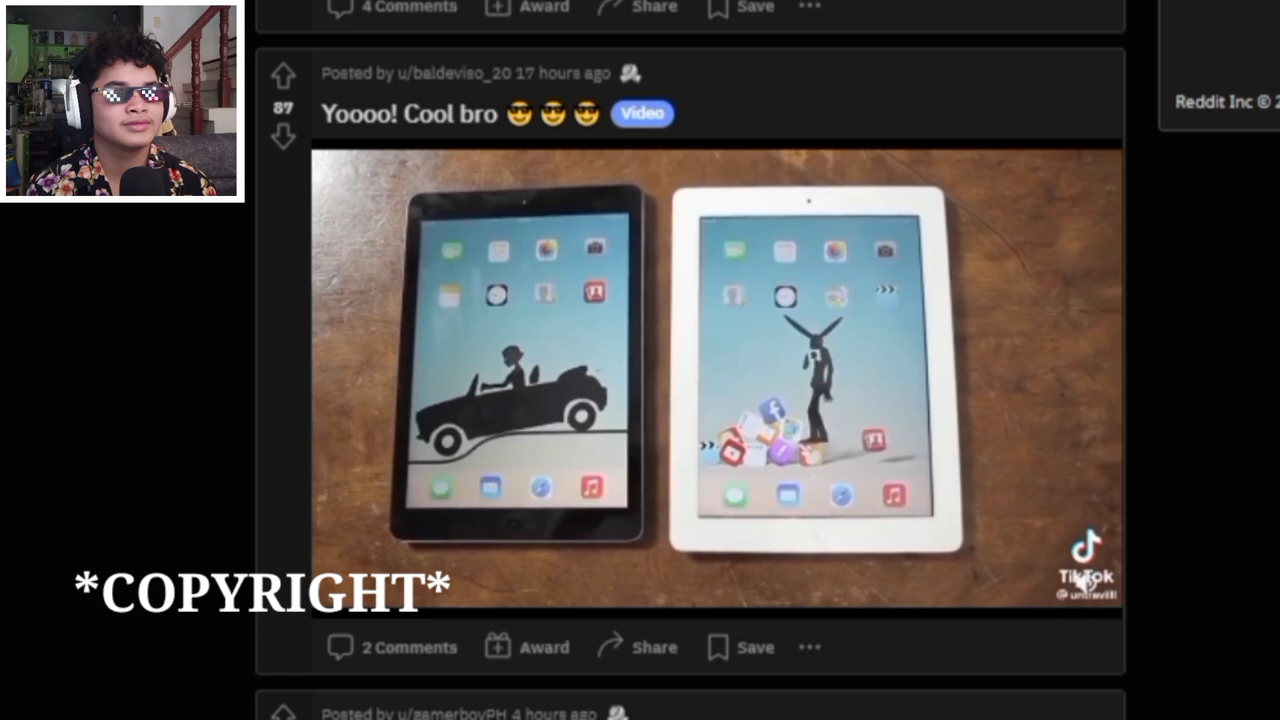 4 Comments Award Share Save
Posted by u/baldeviso_20 17 hours ago
87
Yoooo! Cool bro 😎 😎 😎 Video
Reddit Inc ©
TikTok
*COPYRIGHT*
2 Comments Award Share Save
Posted by u/gamerboyPH 4 hours ago